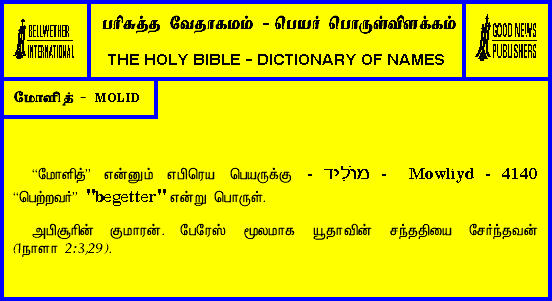 BELLWETHER
INTERNATIONAL
பரிசுத்த வேதாகமம் - பெயர் பொருள்விளக்கம்
THE HOLY BIBLE - DICTIONARY OF NAMES
GOOD NEWS
PUBLISHERS
மோளித் - MOLID
“மோளித்” என்னும் எபிரெய பெயருக்கு - מוֹלִיד - Mowliyd - 4140
“பெற்றவர்” "begetter" என்று பொருள்.
அபிசூரின் குமாரன். பேரேஸ் மூலமாக யூதாவின் சந்ததியை சேர்ந்தவன்
(1நாளா 2:3,29).